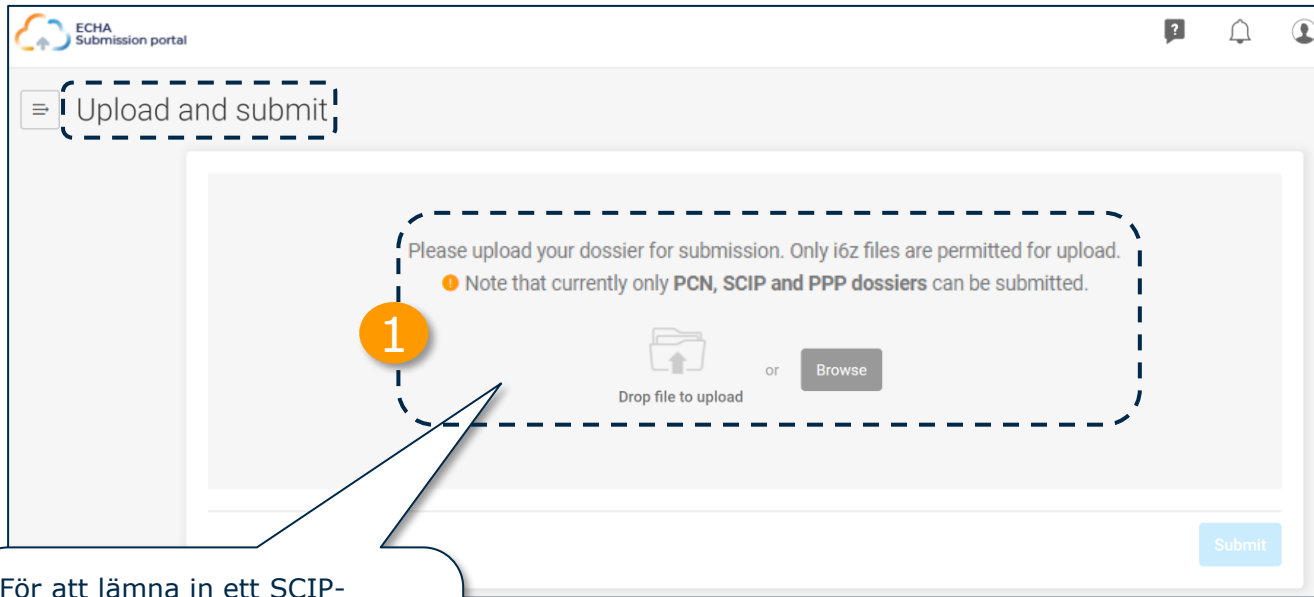 ECHA
Submission portal
?
Upload and submit
Please upload your dossier for submission. Only i6z files are permitted for upload.
! Note that currently only PCN, SCIP and PPP dossiers can be submitted.
1
or
Browse
Drop file to upload
Submit
För att lämna in ett SCIP-